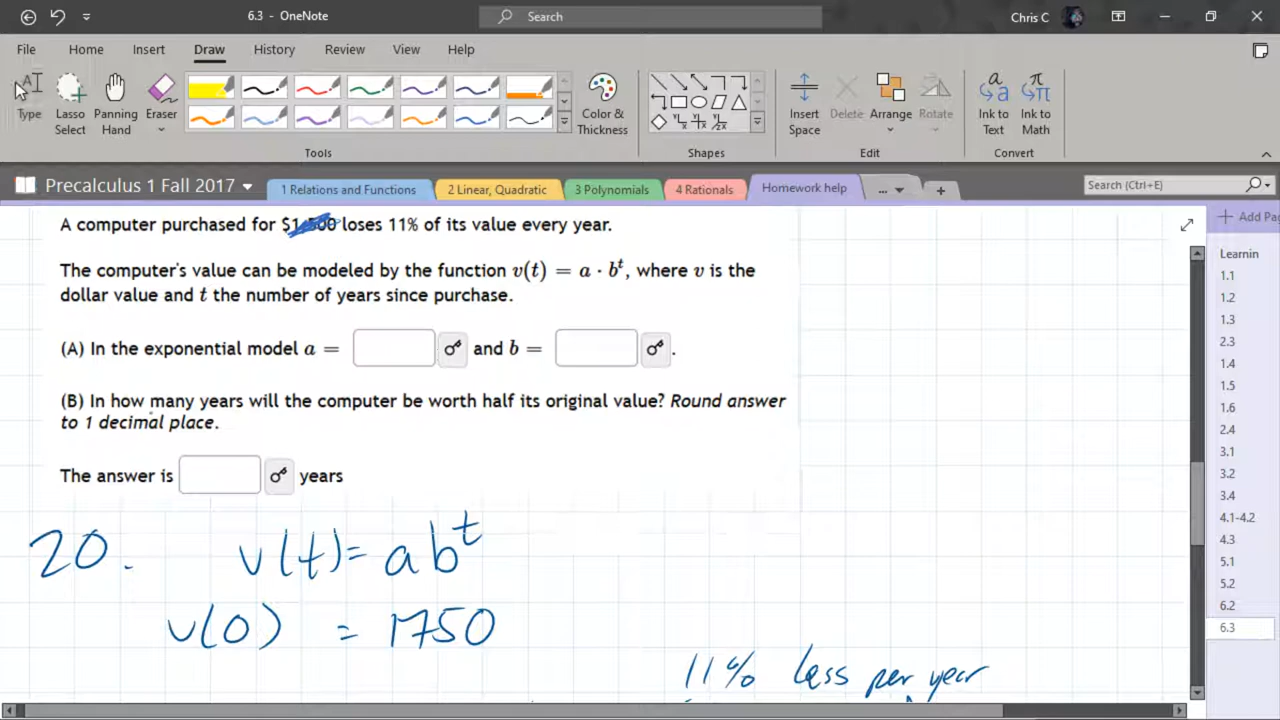 6.3 - OneNote
Search
Chris C
File Home Insert Draw History Review View Help
Type
Lasso Select
Panning Hand
Eraser
Color & Thickness
Insert Space
Delete
Arrange
Rotate
Ink to Text
Ink to Math
Tools
Shapes
Edit
Convert
Precalculus 1 Fall 2017
1 Relations and Functions
2 Linear, Quadratic
3 Polynomials
4 Rationals
Homework help
...
Search (Ctrl+E)
A computer purchased for $1,500 loses 11% of its value every year.
The computer's value can be modeled by the function v(t) = a · b^t, where v is the
dollar value and t the number of years since purchase.
(A) In the exponential model a = and b = .
(B) In how many years will the computer be worth half its original value? Round answer
to 1 decimal place.
The answer is years
20. v(t) = ab^t
v(0) = 1750
11% less per year
Add Pag
Learnin
1.1
1.2
1.3
2.3
1.4
1.5
1.6
2.4
3.1
3.2
3.4
4.1-4.2
4.3
5.1
5.2
6.2
6.3